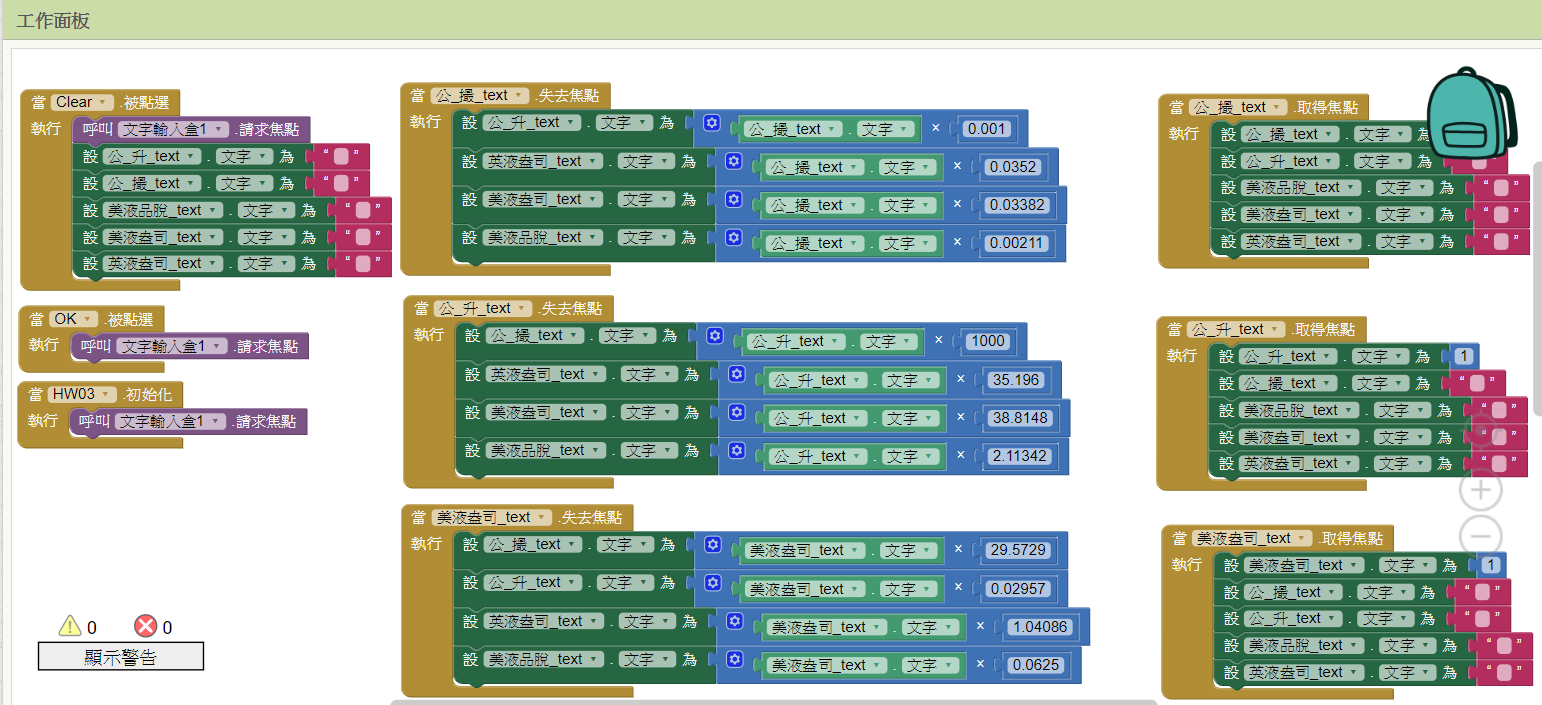 工作面板
當 Clear .被點選
執行 呼叫 文字輸入盒1 .請求焦點
設 公_升_text . 文字 為 “ ”
設 公_撮_text . 文字 為 “ ”
設 美液品脫_text . 文字 為 “ ”
設 美液盎司_text . 文字 為 “ ”
設 英液盎司_text . 文字 為 “ ”
當 OK .被點選
執行 呼叫 文字輸入盒1 .請求焦點
當 HW03 .初始化
執行 呼叫 文字輸入盒1 .請求焦點
0 0
顯示警告
當 公_撮_text .失去焦點
執行 設 公_升_text . 文字 為 公_撮_text . 文字 × 0.001
設 英液盎司_text . 文字 為 公_撮_text . 文字 × 0.0352
設 美液盎司_text . 文字 為 公_撮_text . 文字 × 0.03382
設 美液品脫_text . 文字 為 公_撮_text . 文字 × 0.00211
當 公_升_text .失去焦點
執行 設 公_撮_text . 文字 為 公_升_text . 文字 × 1000
設 英液盎司_text . 文字 為 公_升_text . 文字 × 35.196
設 美液盎司_text . 文字 為 公_升_text . 文字 × 38.8148
設 美液品脫_text . 文字 為 公_升_text . 文字 × 2.11342
當 美液盎司_text .失去焦點
執行 設 公_撮_text . 文字 為 美液盎司_text . 文字 × 29.5729
設 公_升_text . 文字 為 美液盎司_text . 文字 × 0.02957
設 英液盎司_text . 文字 為 美液盎司_text . 文字 × 1.04086
設 美液品脫_text . 文字 為 美液盎司_text . 文字 × 0.0625
當 公_撮_text .取得焦點
執行 設 公_撮_text . 文字
設 公_升_text . 文字 為 ”
設 美液品脫_text . 文字 為 “ ”
設 美液盎司_text . 文字 為 “ ”
設 英液盎司_text . 文字 為 “ ”
當 公_升_text .取得焦點
執行 設 公_升_text . 文字 為 1
設 公_撮_text . 文字 為 “ ”
設 美液品脫_text . 文字 為 “ ”
設 美液盎司_text . 文字 為 “ ”
設 英液盎司_text . 文字 為 “ ”
當 美液盎司_text .取得焦點
執行 設 美液盎司_text . 文字 為 1
設 公_撮_text . 文字 為 “ ”
設 公_升_text . 文字 為 “ ”
設 美液品脫_text . 文字 為 “ ”
設 英液盎司_text . 文字 為 “ ”